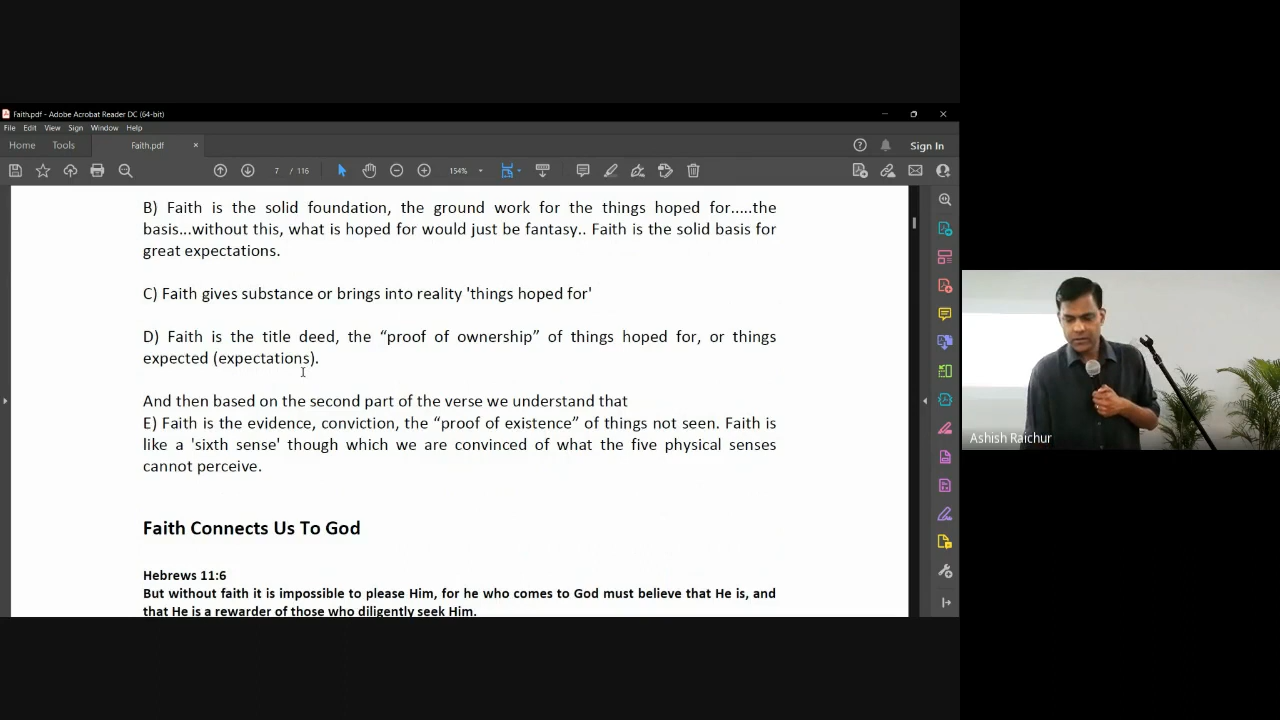 Faith.pdf - Adobe Acrobat Reader DC (64-bit)
File Edit View Sign Window Help
Home Tools Faith.pdf × Sign In
7 / 116 154%
B) Faith is the solid foundation, the ground work for the things hoped for.....the
basis...without this, what is hoped for would just be fantasy.. Faith is the solid basis for
great expectations.
C) Faith gives substance or brings into reality 'things hoped for'
D) Faith is the title deed, the “proof of ownership” of things hoped for, or things
expected (expectations).
And then based on the second part of the verse we understand that
E) Faith is the evidence, conviction, the “proof of existence” of things not seen. Faith is
like a 'sixth sense' though which we are convinced of what the five physical senses
cannot perceive.
Faith Connects Us To God
Hebrews 11:6
But without faith it is impossible to please Him, for he who comes to God must believe that He is, and
that He is a rewarder of those who diligently seek Him.
Ashish Raichur